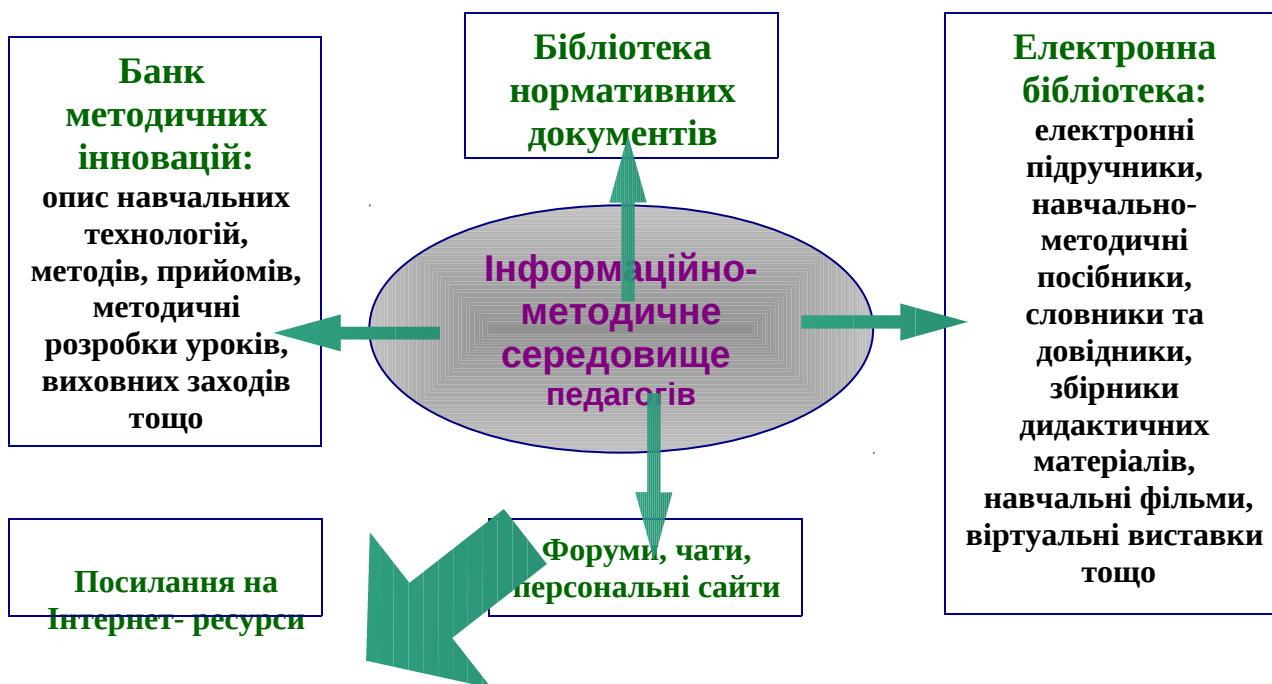 Банк
методичних
інновацій:
опис навчальних
технологій,
методів, прийомів,
методичні
розробки уроків,
виховних заходів
тощо
Бібліотека
нормативних
документів
Електронна
бібліотека:
електронні
підручники,
навчально-
методичні
посібники,
словники та
довідники,
збірники
дидактичних
матеріалів,
навчальні фільми,
віртуальні виставки
тощо
Інформаційно-
методичне
середовище
педагогів
Посилання на
Інтернет- ресурси
Форуми, чати,
персональні сайти